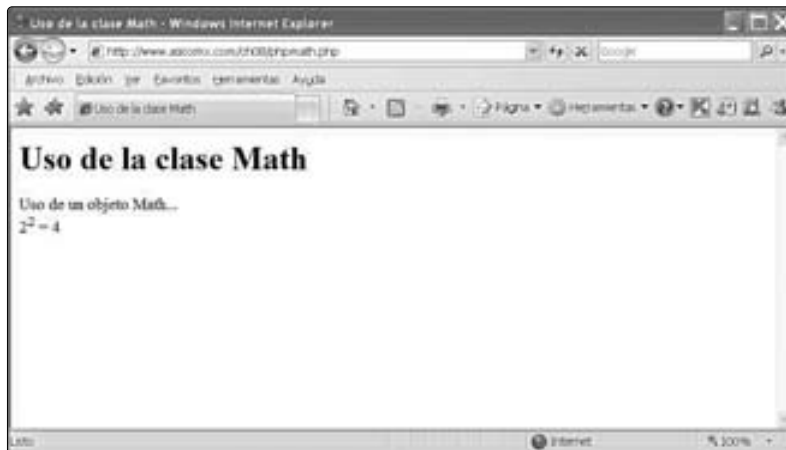 Uso de la clase Math - Windows Internet Explorer
Google
Archivo Edición Ver Favoritos Herramientas Ayuda
Uso de la clase Math
Página Herramientas
Uso de la clase Math
Uso de un objeto Math...
2² = 4
Listo Internet 100%